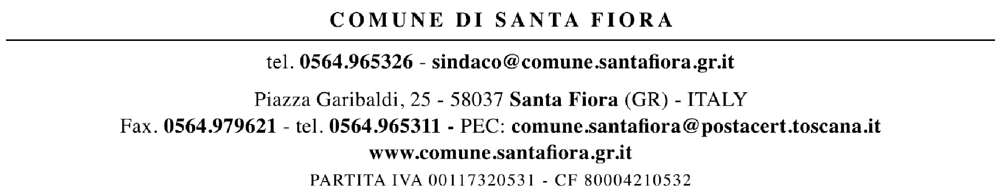 COMUNE DI SANTA FIORA
tel. 0564.965326 - sindaco@comune.santafiora.gr.it
Piazza Garibaldi, 25 - 58037 Santa Fiora (GR) - ITALY
Fax. 0564.979621 - tel. 0564.965311 - PEC: comune.santafiora@postacert.toscana.it
www.comune.santafiora.gr.it
PARTITA IVA 00117320531 - CF 80004210532